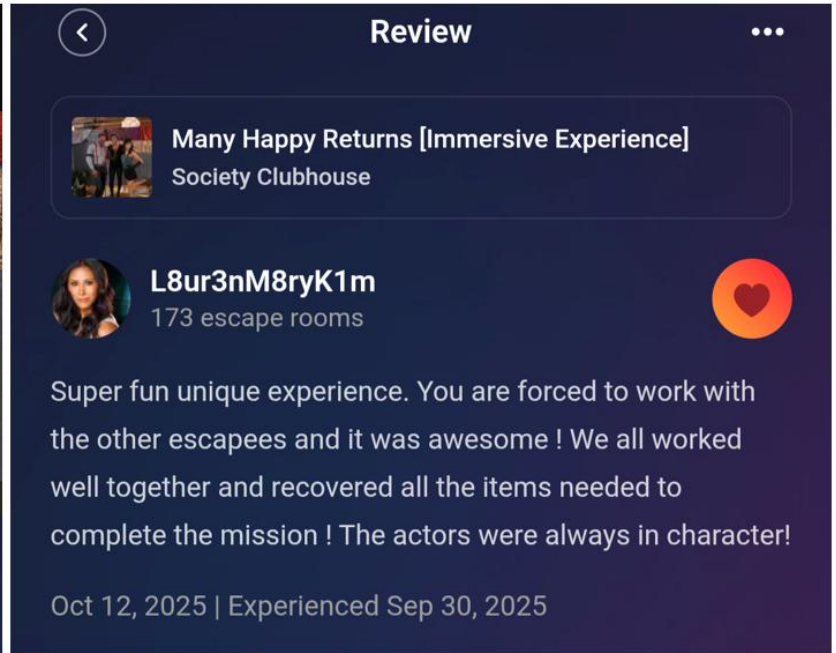 Review
Many Happy Returns [Immersive Experience]
Society Clubhouse
L8ur3nM8ryK1m
173 escape rooms
Super fun unique experience. You are forced to work with
the other escapees and it was awesome ! We all worked
well together and recovered all the items needed to
complete the mission ! The actors were always in character!
Oct 12, 2025 | Experienced Sep 30, 2025